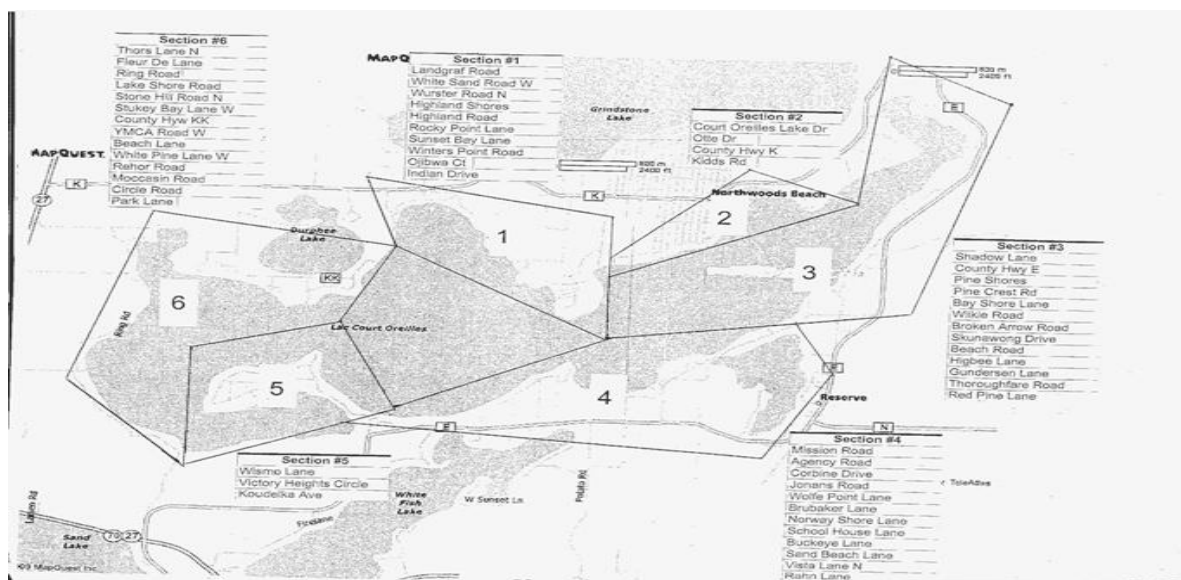 Section #6
Thors Lane N
Fleur De Lane
Ring Road
Lake Shore Road
Stone Hill Road N
Stukey Bay Lane W
County Hyw KK
YMCA Road W
Beach Lane
White Pine Lane W
Rehor Road
Moccasin Road
Circle Road
Park Lane
MAPQ
Section #1
Landgraf Road
White Sand Road W
Wurster Road N
Highland Shores
Highland Road
Rocky Point Lane
Sunset Bay Lane
Winters Point Road
Ojibwa Ct
Indian Drive
Grindstone
Lake
Section #2
Court Oreilles Lake Dr
Otte Dr
County Hwy K
Kidds Rd
600 m
2400 ft
E
MAPQUEST.
27
K
600 m
2400 ft
K
Northwoods Beach
1
2
3
Durphee
Lake
KK
6
Ring Rd
Lac Court Oreilles
5
4
Section #3
Shadow Lane
County Hwy E
Pine Shores
Pine Crest Rd
Bay Shore Lane
Wilkie Road
Broken Arrow Road
Skunawong Drive
Beach Road
Higbee Lane
Gundersen Lane
Thoroughfare Road
Red Pine Lane
Reserve
E
N
Section #5
Wismo Lane
Victory Heights Circle
Koudelka Ave
White
Fish
Lake
W Sunset Ln
Potato Rd
Firelane
Section #4
Mission Road
Agency Road
Corbine Drive
Jonans Road
Wolfe Point Lane
Brubaker Lane
Norway Shore Lane
School House Lane
Buckeye Lane
Sand Beach Lane
Vista Lane N
Rahn Lane
Sand
Lake
70 27
MapQuest Inc